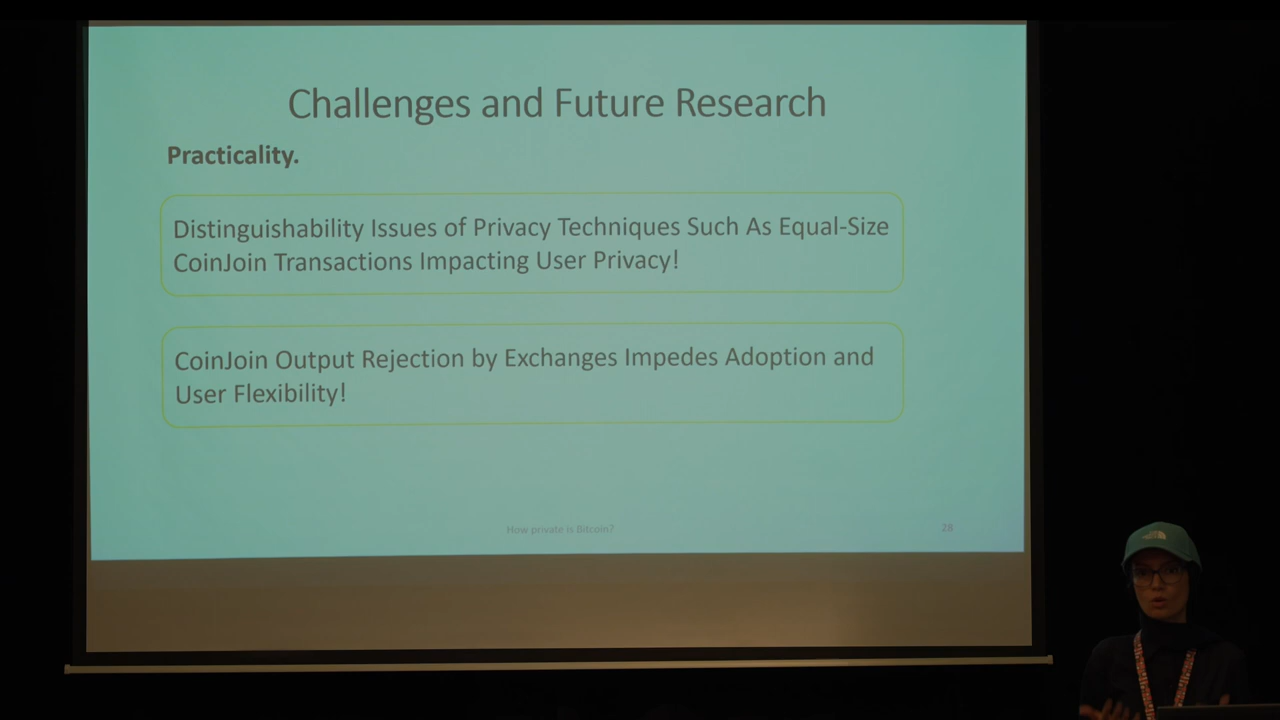 Challenges and Future Research
Practicality.
Distinguishability Issues of Privacy Techniques Such As Equal-Size
CoinJoin Transactions Impacting User Privacy!
CoinJoin Output Rejection by Exchanges Impedes Adoption and
User Flexibility!
How private is Bitcoin?
28